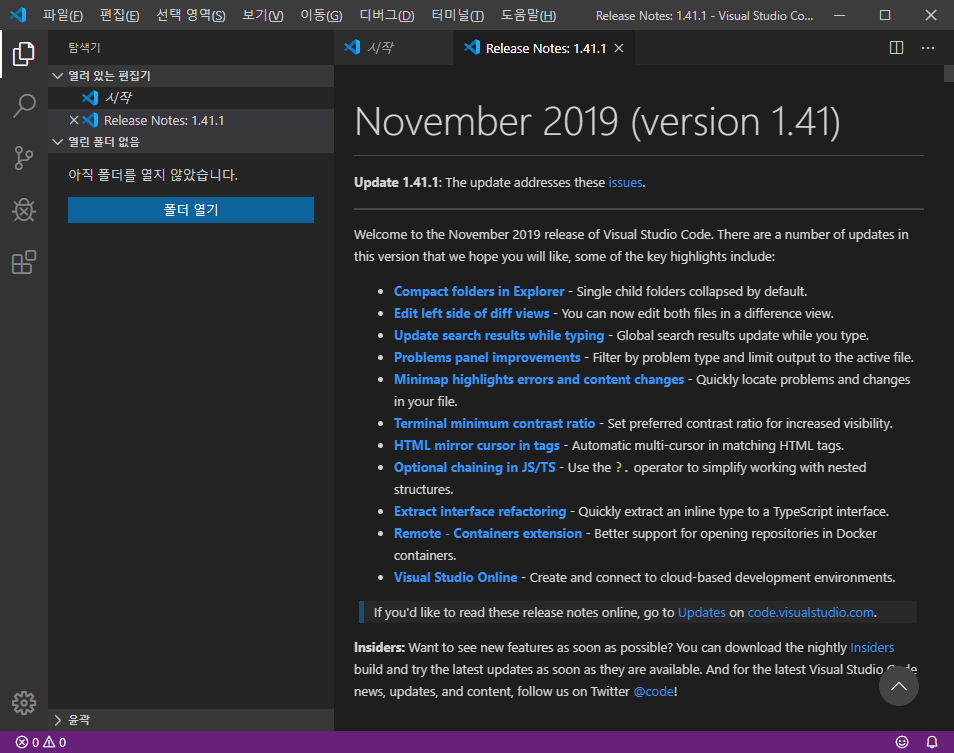 파일(F) 편집(E) 선택 영역(S) 보기(V) 이동(G) 디버그(D) 터미널(T) 도움말(H) Release Notes: 1.41.1 - Visual Studio Co...
탐색기
시작
Release Notes: 1.41.1
열려 있는 편집기
시작
Release Notes: 1.41.1
열린 폴더 없음
아직 폴더를 열지 않았습니다.
폴더 열기
윤곽
November 2019 (version 1.41)
Update 1.41.1: The update addresses these issues.
Welcome to the November 2019 release of Visual Studio Code. There are a number of updates in
this version that we hope you will like, some of the key highlights include:
• Compact folders in Explorer - Single child folders collapsed by default.
• Edit left side of diff views - You can now edit both files in a difference view.
• Update search results while typing - Global search results update while you type.
• Problems panel improvements - Filter by problem type and limit output to the active file.
• Minimap highlights errors and content changes - Quickly locate problems and changes
in your file.
• Terminal minimum contrast ratio - Set preferred contrast ratio for increased visibility.
• HTML mirror cursor in tags - Automatic multi-cursor in matching HTML tags.
• Optional chaining in JS/TS - Use the ?. operator to simplify working with nested
structures.
• Extract interface refactoring - Quickly extract an inline type to a TypeScript interface.
• Remote - Containers extension - Better support for opening repositories in Docker
containers.
• Visual Studio Online - Create and connect to cloud-based development environments.
If you'd like to read these release notes online, go to Updates on code.visualstudio.com.
Insiders: Want to see new features as soon as possible? You can download the nightly Insiders
build and try the latest updates as soon as they are available. And for the latest Visual Studio Code
news, updates, and content, follow us on Twitter @code!
0 0